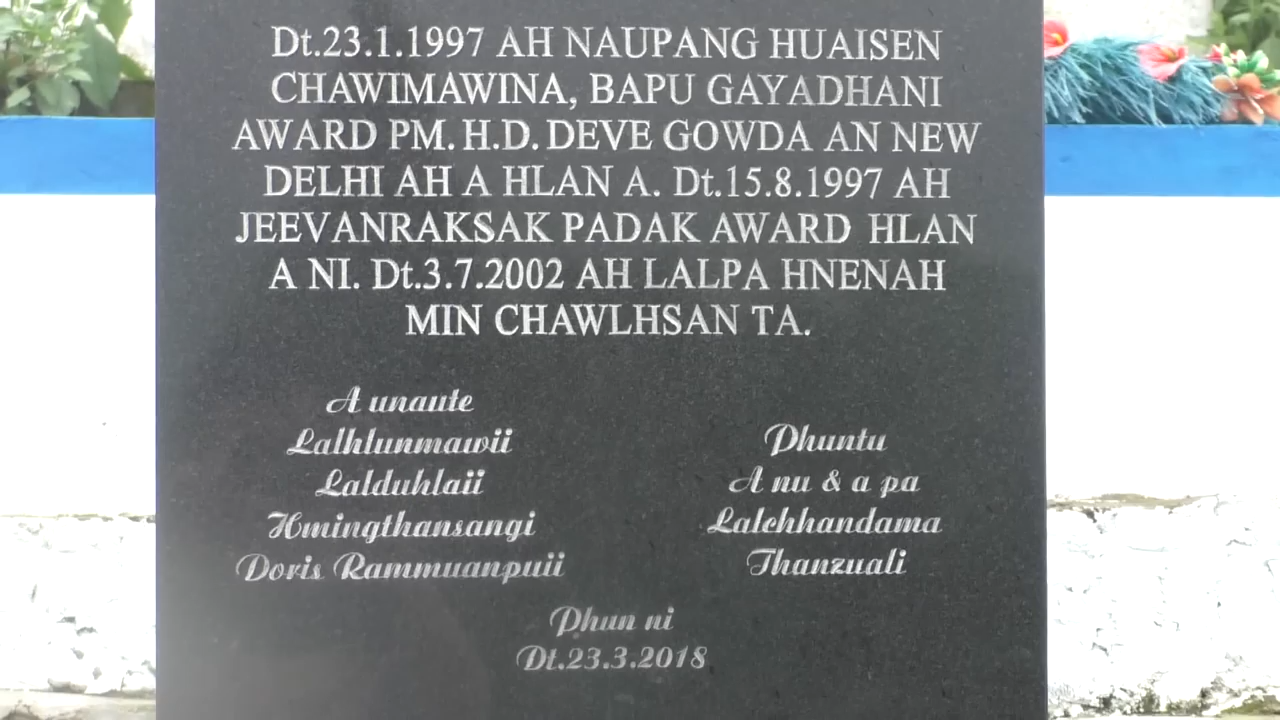 Dt.23.1.1997 AH NAUPANG HUAISEN
CHAWIMAWINA, BAPU GAYADHANI
AWARD PM. H.D. DEVE GOWDA AN NEW
DELHI AH A HLAN A. Dt.15.8.1997 AH
JEEVANRAKSAK PADAK AWARD HLAN
A NI. Dt.3.7.2002 AH LALPA HNENAH
MIN CHAWLHSAN TA.
A unaute
Lalhlunmawii
Lalduhlaii
Hmingthansangi
Doris Rammuanpuii
Phuntu
A nu & a pa
Lalchhandama
Thanzuali
Phun ni
Dt.23.3.2018